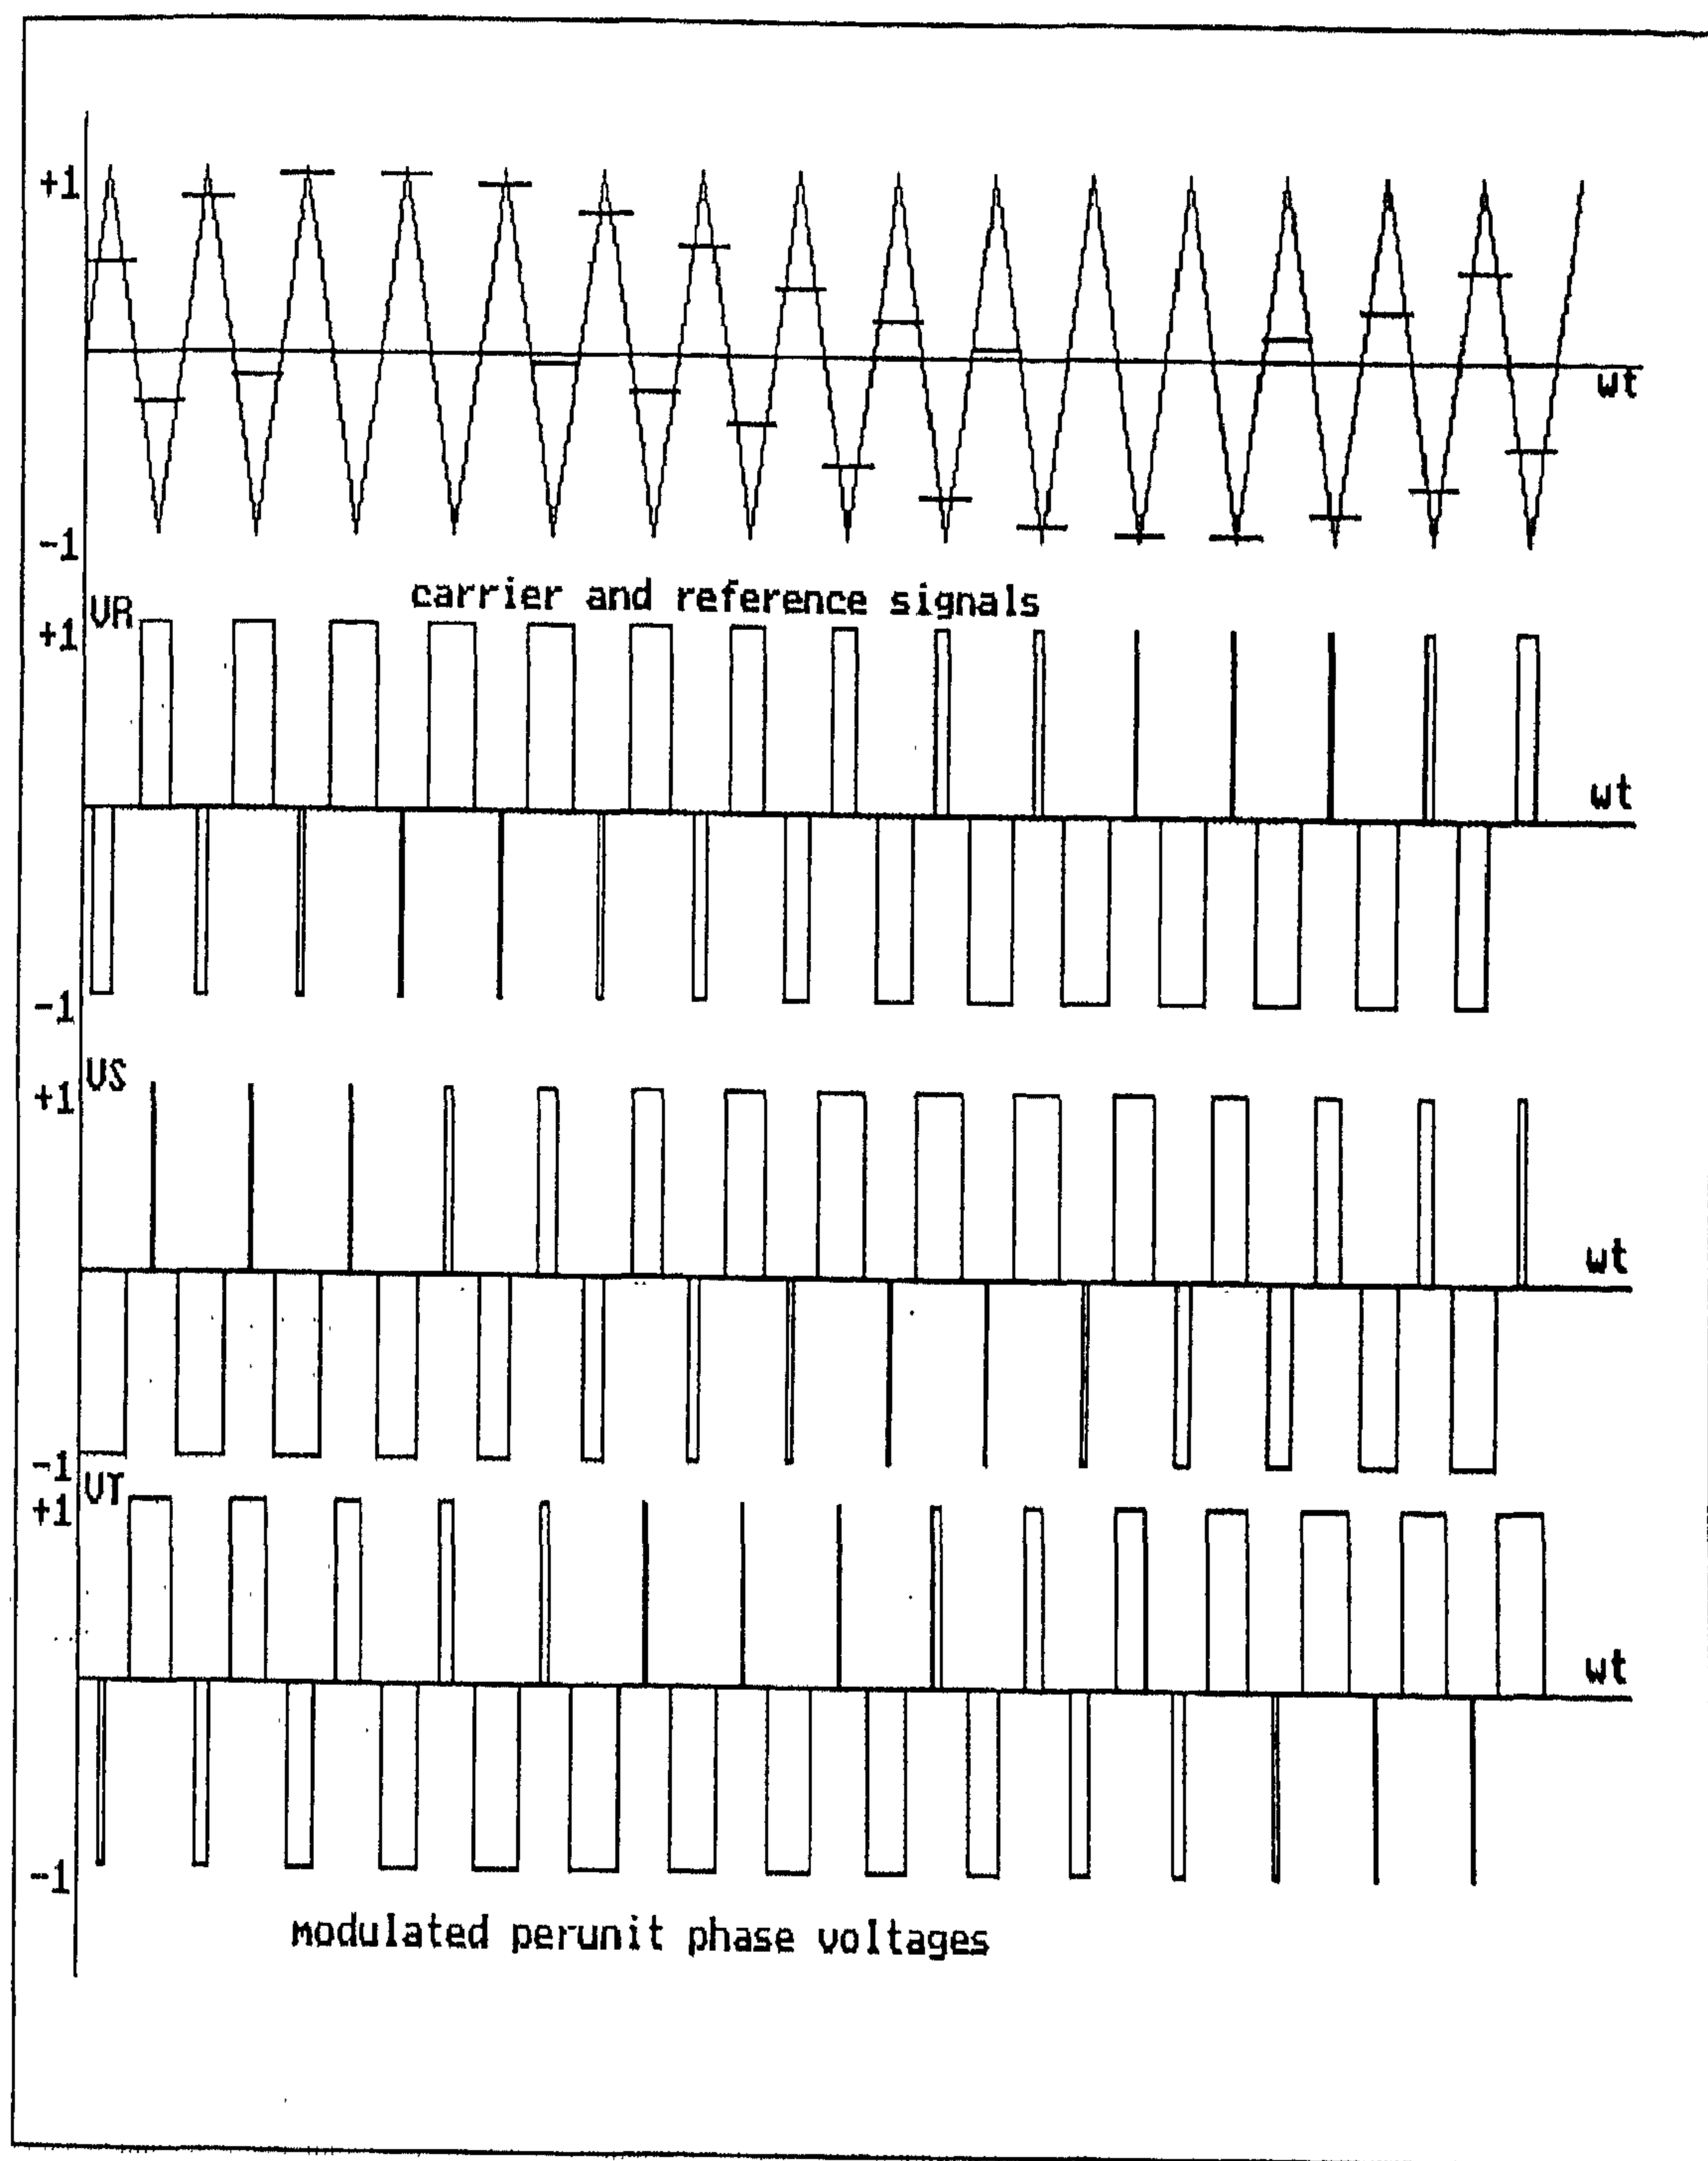 +1
wt
-1
carrier and reference signals
VR
+1
wt
-1
VS
+1
wt
-1
VT
+1
wt
-1
modulated perunit phase voltages